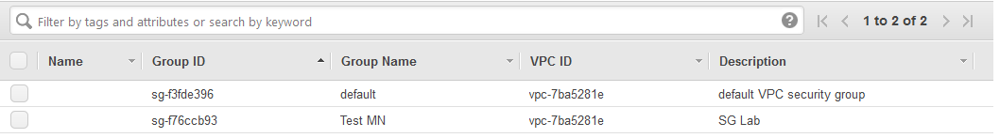 Filter by tags and attributes or search by keyword ? 1 to 2 of 2
Name Group ID Group Name VPC ID Description
sg-f3fde396 default vpc-7ba5281e default VPC security group
sg-f76ccb93 Test MN vpc-7ba5281e SG Lab